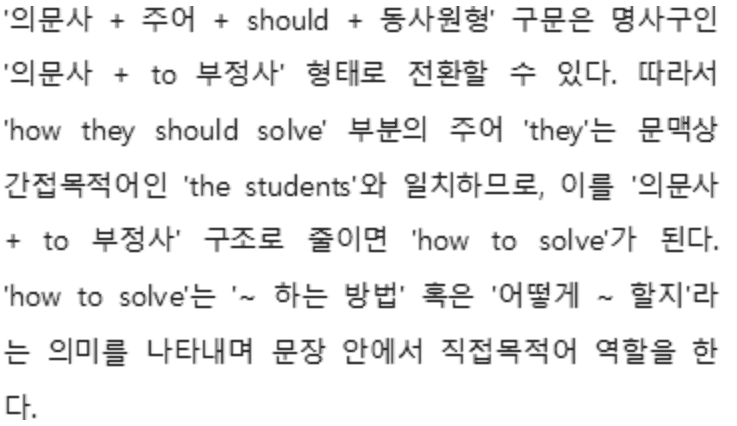 '의문사 + 주어 + should + 동사원형' 구문은 명사구인
'의문사 + to 부정사' 형태로 전환할 수 있다. 따라서
'how they should solve' 부분의 주어 'they'는 문맥상
간접목적어인 'the students'와 일치하므로, 이를 '의문사
+ to 부정사' 구조로 줄이면 'how to solve'가 된다.
'how to solve'는 '~ 하는 방법' 혹은 '어떻게 ~ 할지'라
는 의미를 나타내며 문장 안에서 직접목적어 역할을 한
다.